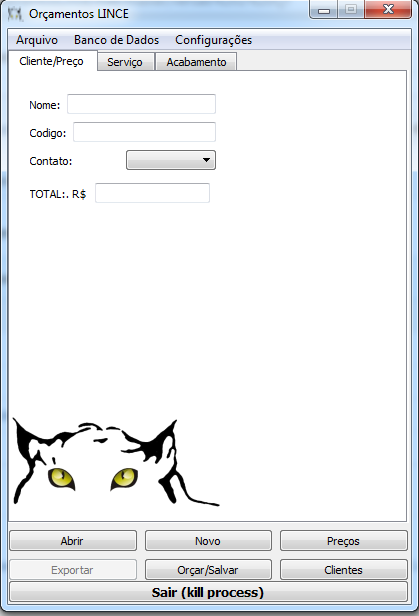 Orçamentos LINCE
Arquivo Banco de Dados Configurações
Cliente/Preço Serviço Acabamento
Nome:
Codigo:
Contato:
TOTAL:. R$
Abrir Novo Preços
Exportar Orçar/Salvar Clientes
Sair (kill process)